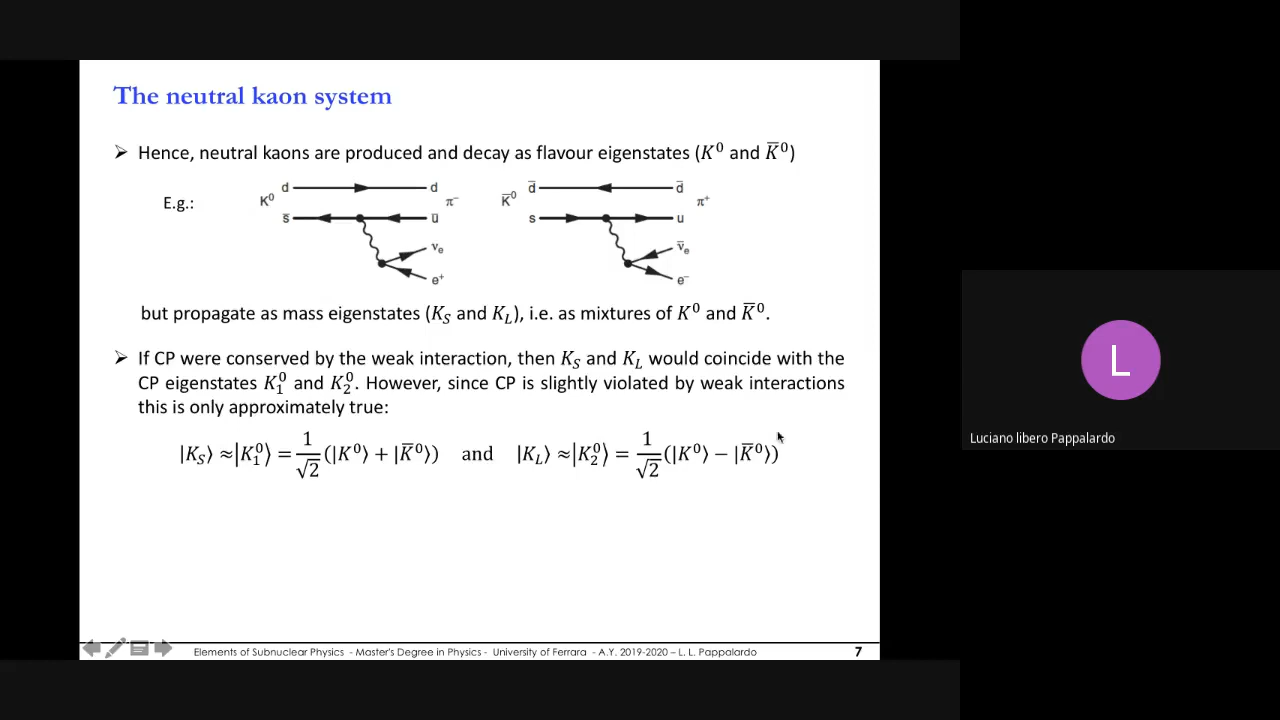 The neutral kaon system
➢ Hence, neutral kaons are produced and decay as flavour eigenstates (K⁰ and K̅⁰)
E.g.:
K⁰ d d π⁻
s̅ u̅
νₑ
e⁺
K̅⁰ d̅ d̅ π⁺
s u
ν̅ₑ
e⁻
but propagate as mass eigenstates (K_S and K_L), i.e. as mixtures of K⁰ and K̅⁰.
➢ If CP were conserved by the weak interaction, then K_S and K_L would coincide with the
CP eigenstates K₁⁰ and K₂⁰. However, since CP is slightly violated by weak interactions
this is only approximately true:
|K_S⟩ ≈|K₁⁰⟩ = 1/√2 (|K⁰⟩ + |K̅⁰⟩) and |K_L⟩ ≈|K₂⁰⟩ = 1/√2 (|K⁰⟩ − |K̅⁰⟩)
Elements of Subnuclear Physics - Master's Degree in Physics - University of Ferrara - A.Y. 2019-2020 – L. L. Pappalardo 7
L
Luciano libero Pappalardo